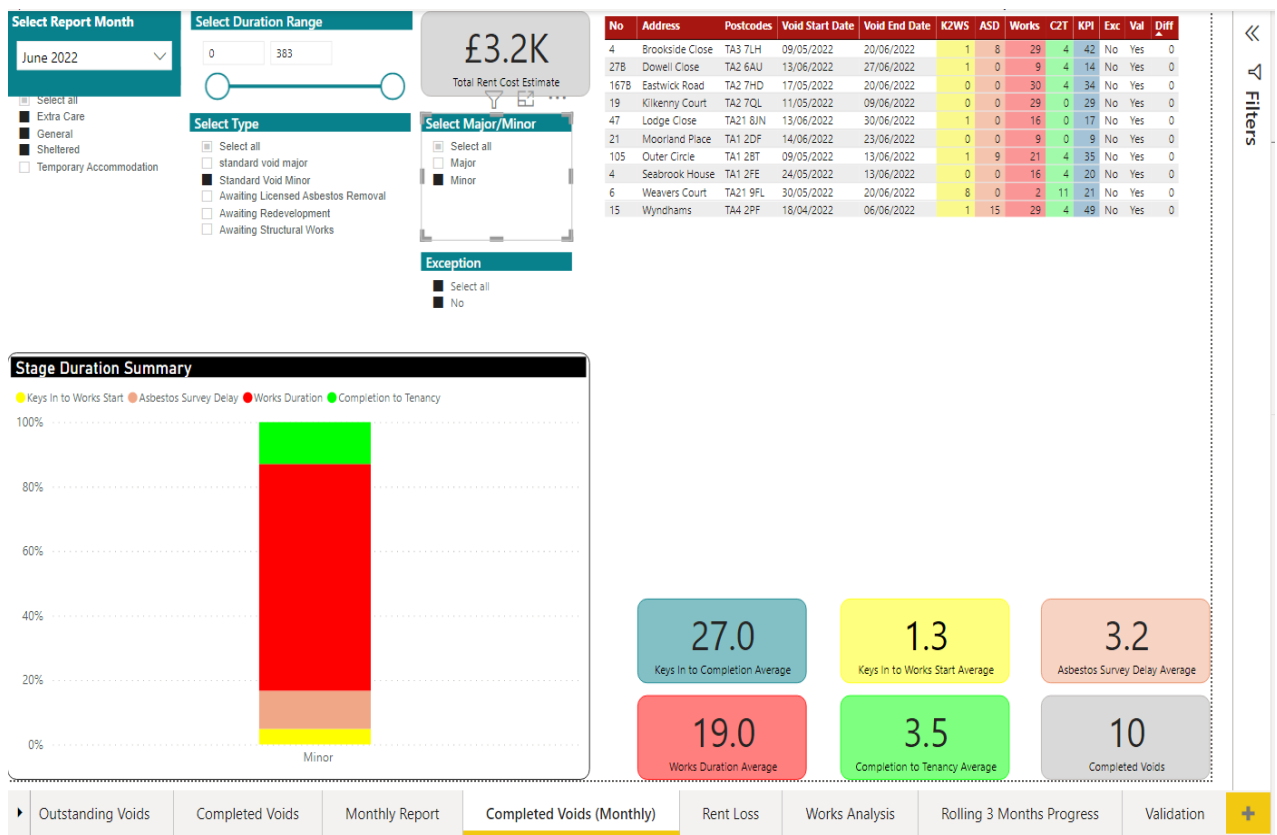 Select Report Month
June 2022
Select all
Extra Care
General
Sheltered
Temporary Accommodation
Select Duration Range
0 383
£3.2K
Total Rent Cost Estimate
Select Type
Select all
standard void major
Standard Void Minor
Awaiting Licensed Asbestos Removal
Awaiting Redevelopment
Awaiting Structural Works
Select Major/Minor
Select all
Major
Minor
Exception
Select all
No
No Address Postcodes Void Start Date Void End Date K2WS ASD Works C2T KPI Exc Val Diff
4 Brookside Close TA3 7LH 09/05/2022 20/06/2022 1 8 29 4 42 No Yes 0
27B Dowell Close TA2 6AU 13/06/2022 27/06/2022 1 0 9 4 14 No Yes 0
167B Eastwick Road TA2 7HD 17/05/2022 20/06/2022 0 0 30 4 34 No Yes 0
19 Kilkenny Court TA2 7QL 11/05/2022 09/06/2022 0 0 29 0 29 No Yes 0
47 Lodge Close TA21 8JN 13/06/2022 30/06/2022 1 0 16 0 17 No Yes 0
21 Moorland Place TA1 2DF 14/06/2022 23/06/2022 0 0 9 0 9 No Yes 0
105 Outer Circle TA1 2BT 09/05/2022 13/06/2022 1 9 21 4 35 No Yes 0
4 Seabrook House TA1 2FE 24/05/2022 13/06/2022 0 0 16 4 20 No Yes 0
6 Weavers Court TA21 9FL 30/05/2022 20/06/2022 8 0 2 11 21 No Yes 0
15 Wyndhams TA4 2PF 18/04/2022 06/06/2022 1 15 29 4 49 No Yes 0
Filters
Stage Duration Summary
Keys In to Works Start Asbestos Survey Delay Works Duration Completion to Tenancy
100%
80%
60%
40%
20%
0%
Minor
27.0
Keys In to Completion Average
1.3
Keys In to Works Start Average
3.2
Asbestos Survey Delay Average
19.0
Works Duration Average
3.5
Completion to Tenancy Average
10
Completed Voids
Outstanding Voids Completed Voids Monthly Report Completed Voids (Monthly) Rent Loss Works Analysis Rolling 3 Months Progress Validation +